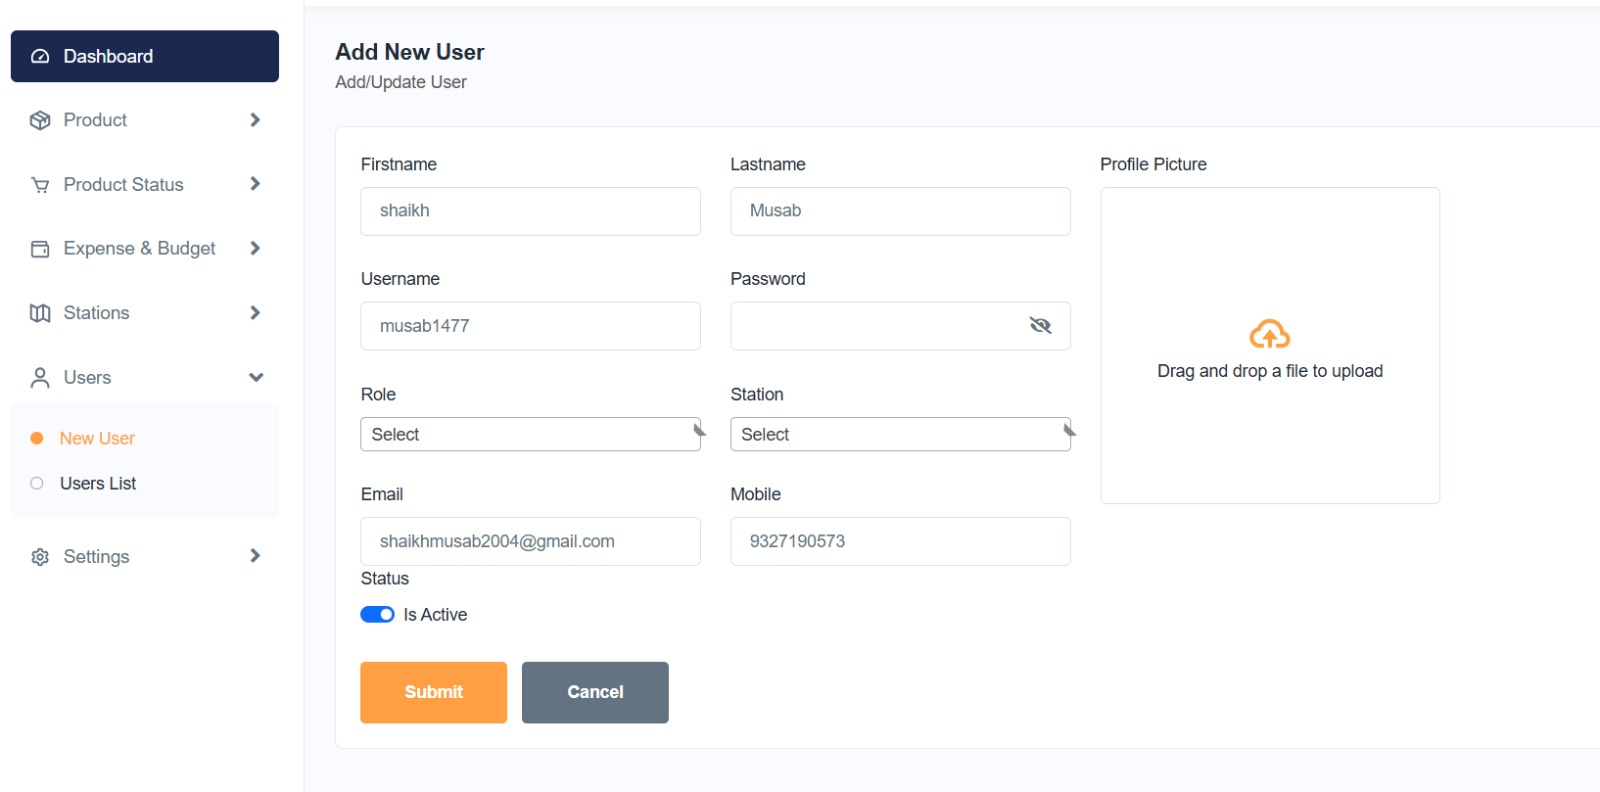 Dashboard
Product
Product Status
Expense & Budget
Stations
Users
New User
Users List
Settings
Add New User
Add/Update User
Firstname
shaikh
Lastname
Musab
Profile Picture
Drag and drop a file to upload
Username
musab1477
Password
Role
Select
Station
Select
Email
shaikhmusab2004@gmail.com
Mobile
9327190573
Status
Is Active
Submit
Cancel